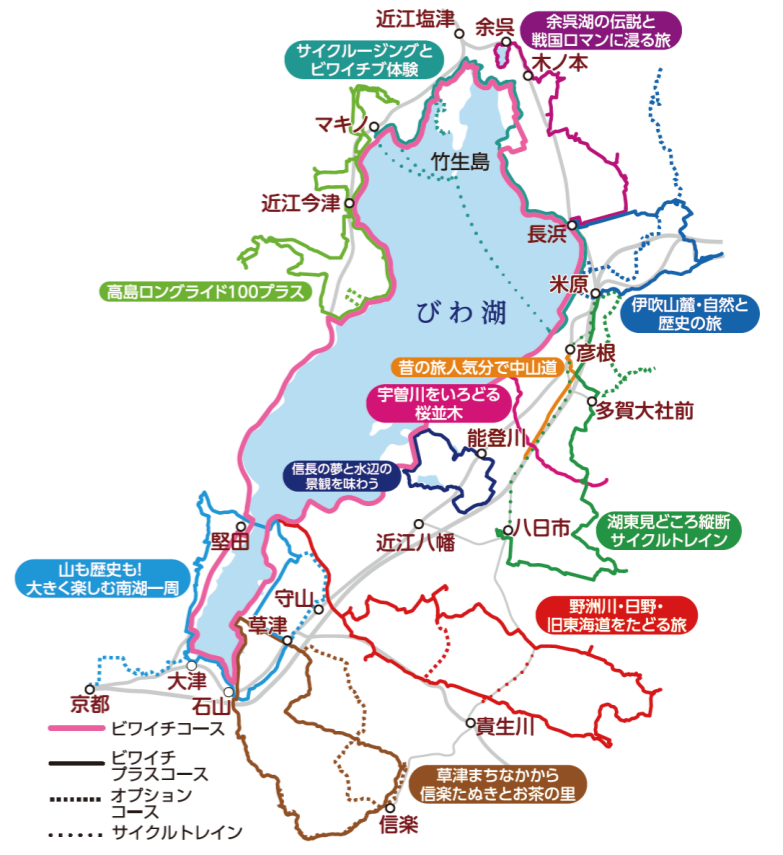 近江塩津
余呉
余呉湖の伝説と
戦国ロマンに浸る旅
サイクルージングと
ビワイチブ体験
木ノ本
マキノ
竹生島
近江今津
長浜
高島ロングライド100プラス
米原
びわ湖
伊吹山麓・自然と
歴史の旅
彦根
昔の旅人気分で中山道
宇曽川をいろどる
桜並木
多賀大社前
能登川
信長の夢と水辺の
景観を味わう
堅田
近江八幡
八日市
湖東見どころ縦断
サイクルトレイン
山も歴史も!
大きく楽しむ南湖一周
守山
草津
野洲川・日野・
旧東海道をたどる旅
大津
京都
石山
貴生川
ビワイチコース
ビワイチ
プラスコース
オプション
コース
サイクルトレイン
草津まちなかから
信楽たぬきとお茶の里
信楽